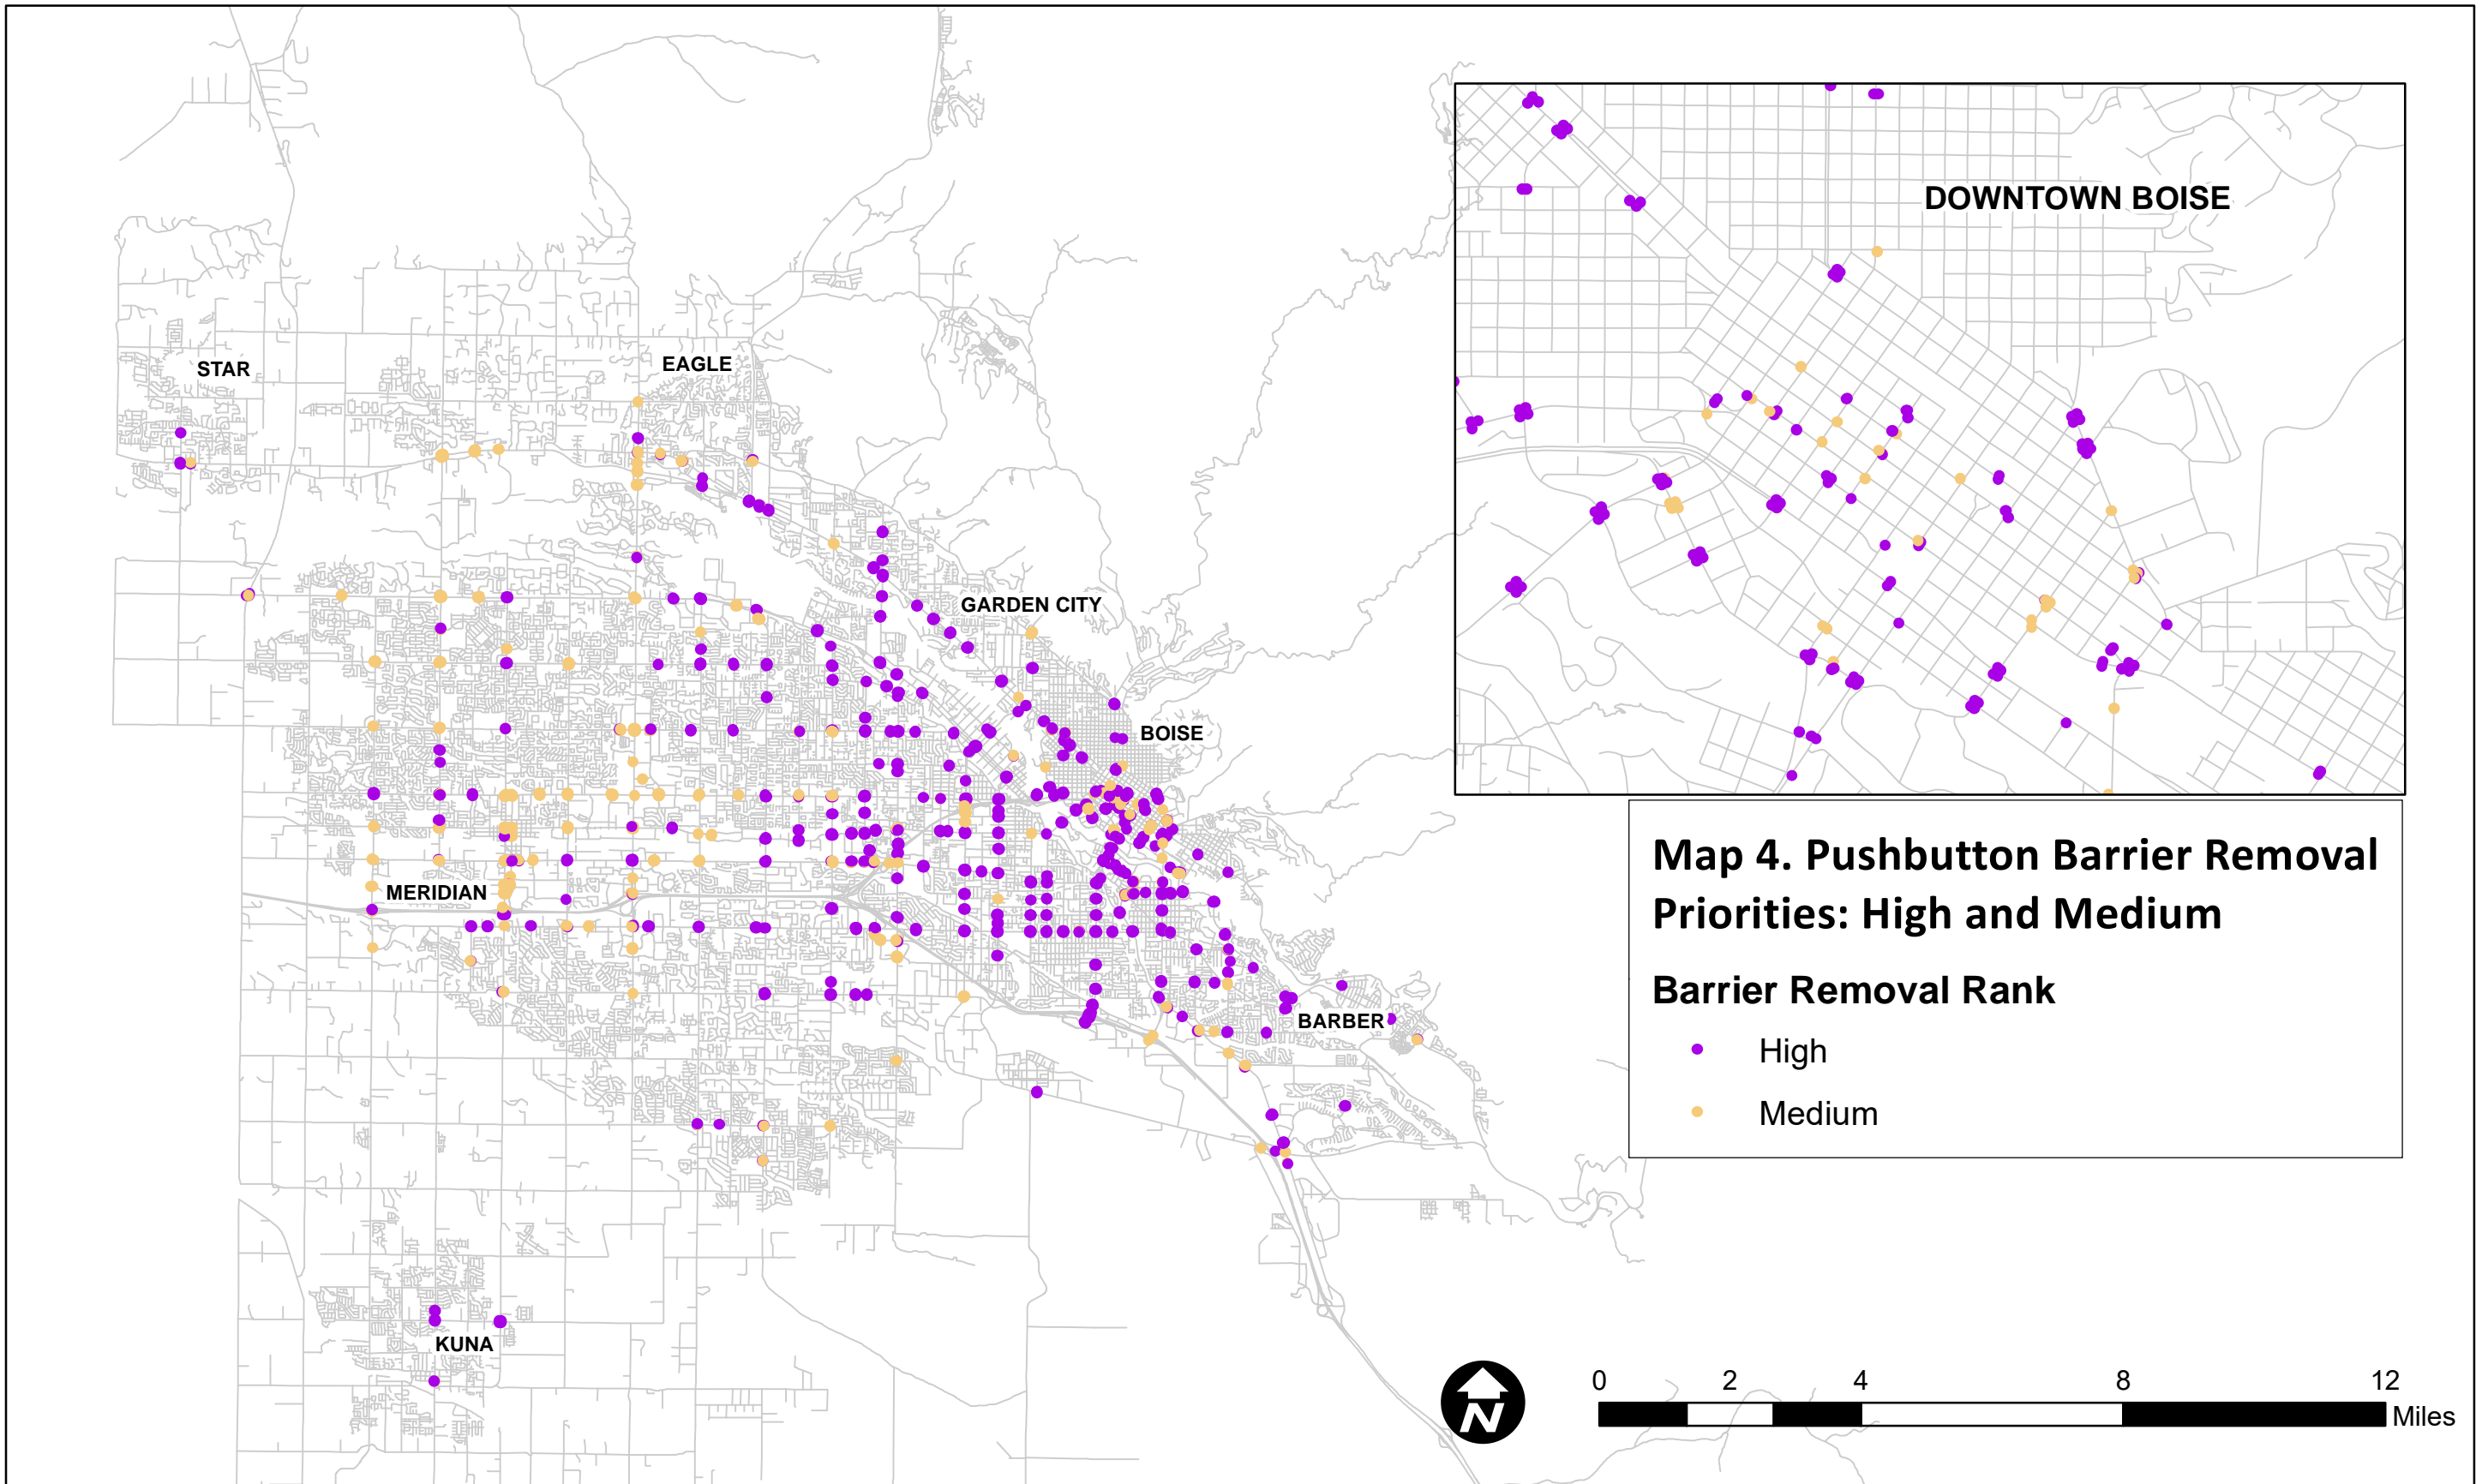 DOWNTOWN BOISE
STAR
EAGLE
GARDEN CITY
BOISE
MERIDIAN
BARBER
KUNA
Map 4. Pushbutton Barrier Removal
Priorities: High and Medium
Barrier Removal Rank
High
Medium
N
0 2 4 8 12
Miles